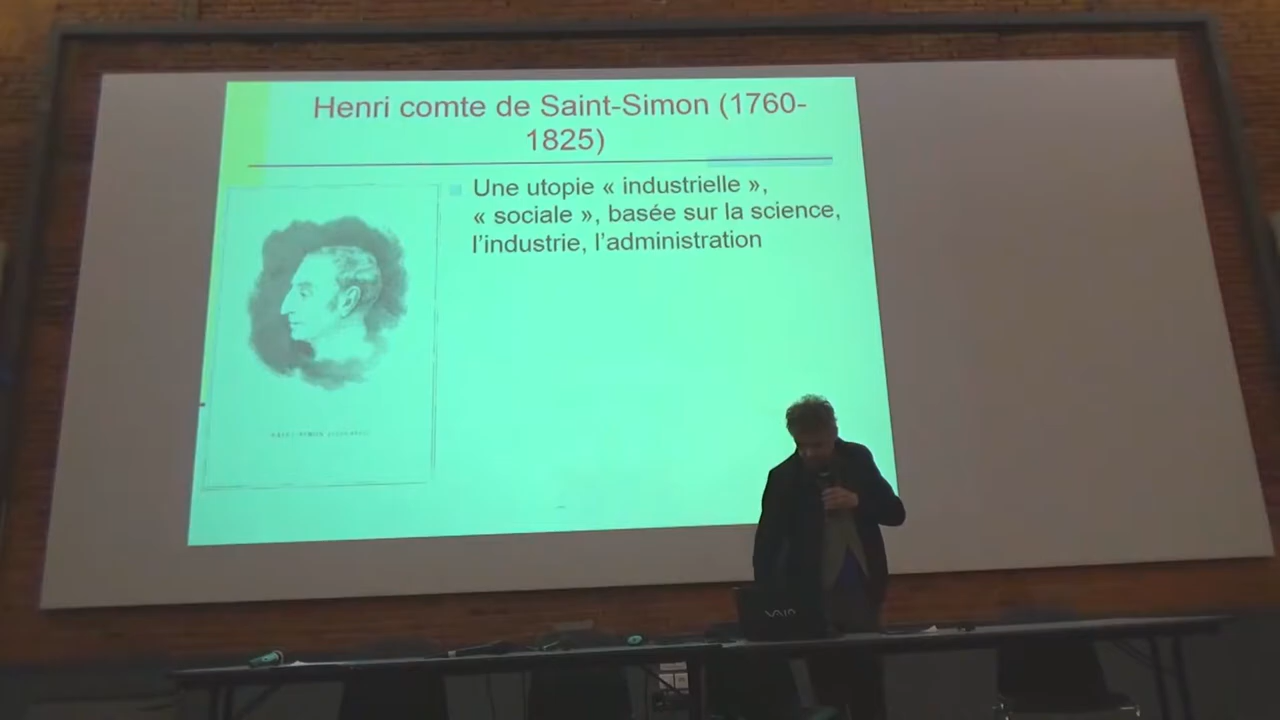 Henri comte de Saint-Simon (1760-
1825)
Une utopie « industrielle »,
« sociale », basée sur la science,
l'industrie, l'administration
VAIO